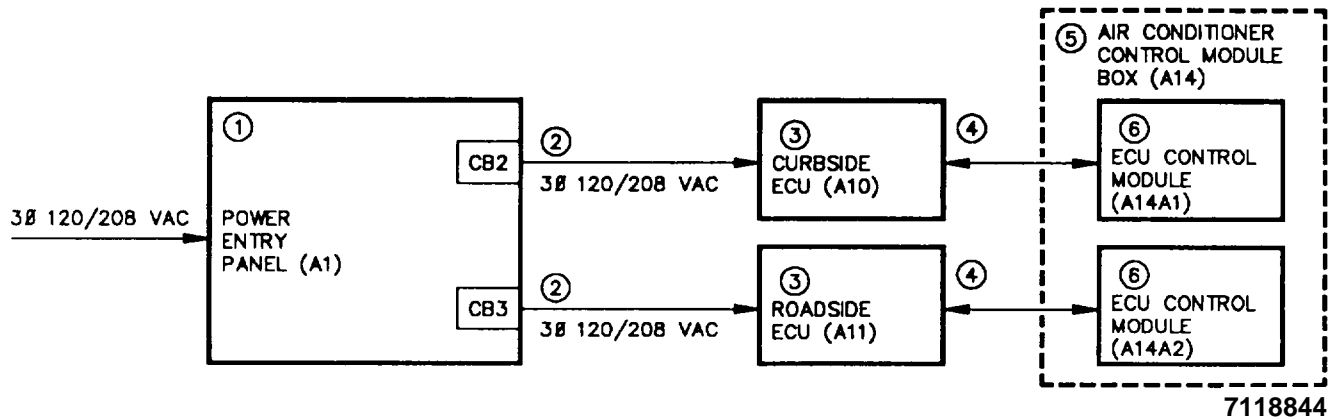 ⑤ AIR CONDITIONER
CONTROL MODULE
BOX (A14)
①
CB2
②
3Ø 120/208 VAC
③
CURBSIDE
ECU (A10)
④
⑥
ECU CONTROL
MODULE
(A14A1)
3Ø 120/208 VAC
POWER
ENTRY
PANEL (A1)
CB3
②
3Ø 120/208 VAC
③
ROADSIDE
ECU (A11)
④
⑥
ECU CONTROL
MODULE
(A14A2)
7118844